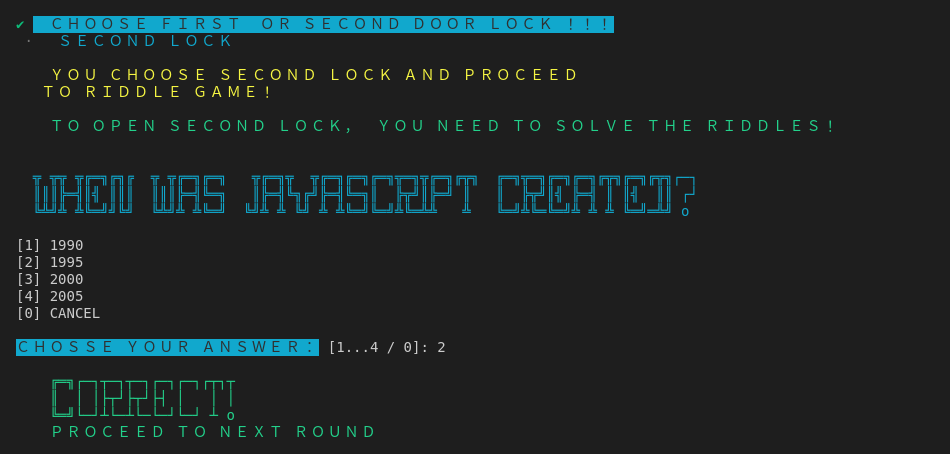 ✔ CHOOSE FIRST OR SECOND DOOR LOCK !!!
· SECOND LOCK
YOU CHOOSE SECOND LOCK AND PROCEED
TO RIDDLE GAME!
TO OPEN SECOND LOCK, YOU NEED TO SOLVE THE RIDDLES!
WHEN WAS JAVASCRIPT CREATED?
[1] 1990
[2] 1995
[3] 2000
[4] 2005
[0] CANCEL
CHOSSE YOUR ANSWER: [1...4 / 0]: 2
CORRECT!
PROCEED TO NEXT ROUND